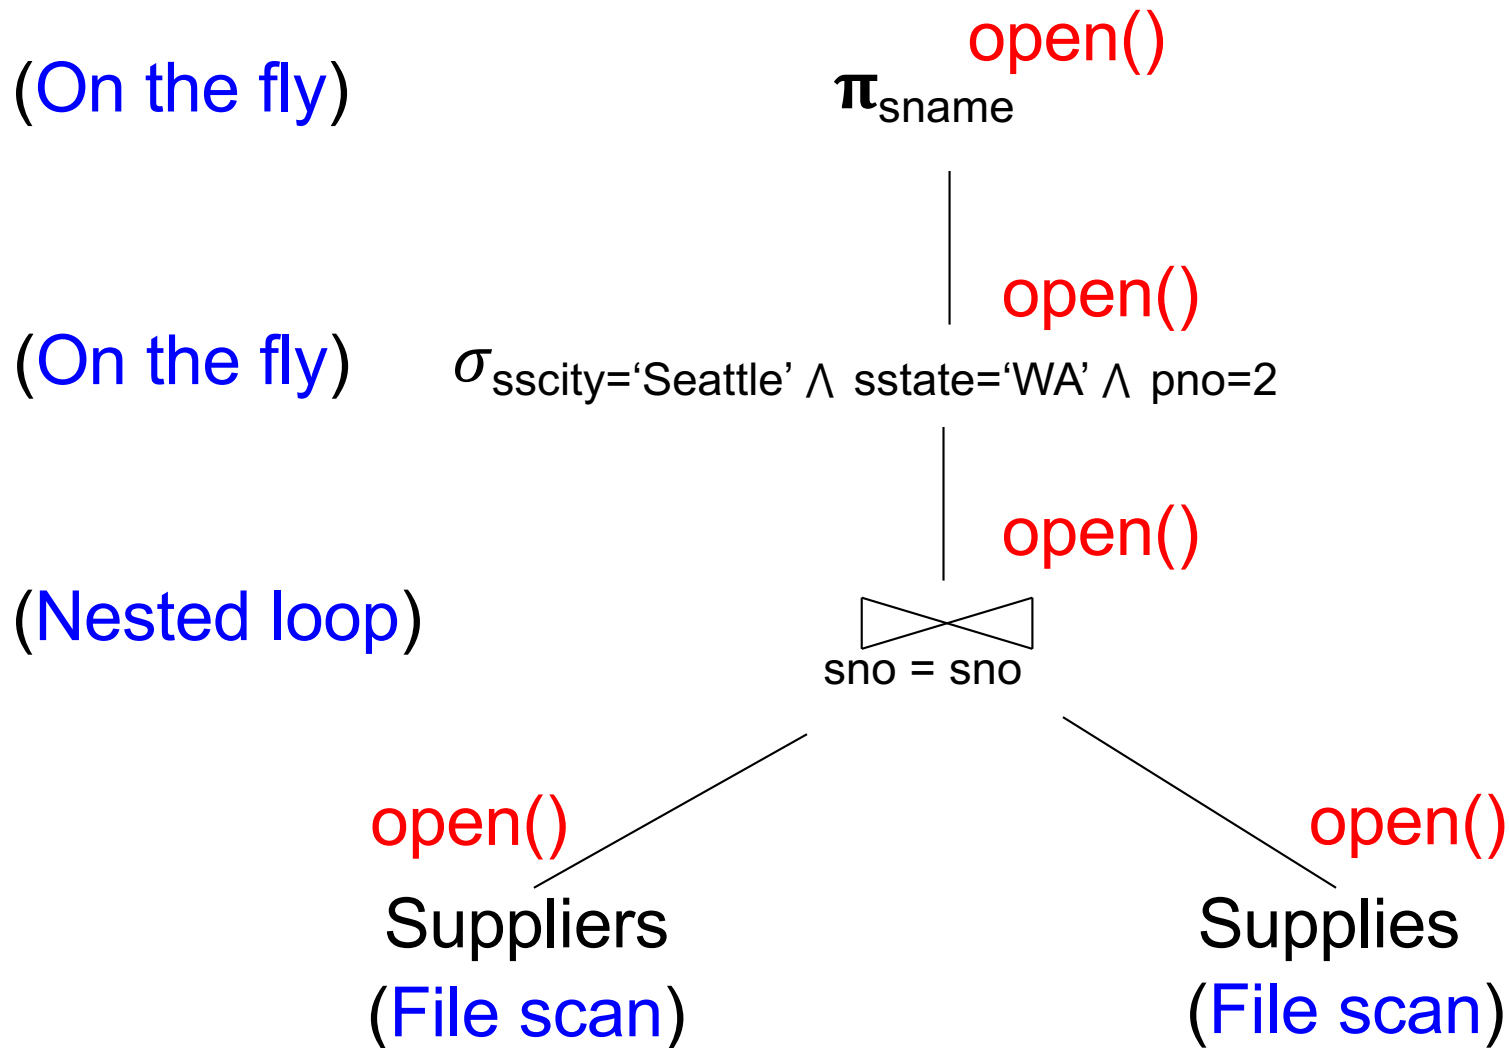 open()
(On the fly) πsname
open()
(On the fly) σsscity=‘Seattle’ ∧ sstate=‘WA’ ∧ pno=2
open()
(Nested loop)
sno = sno
open() open()
Suppliers Supplies
(File scan) (File scan)